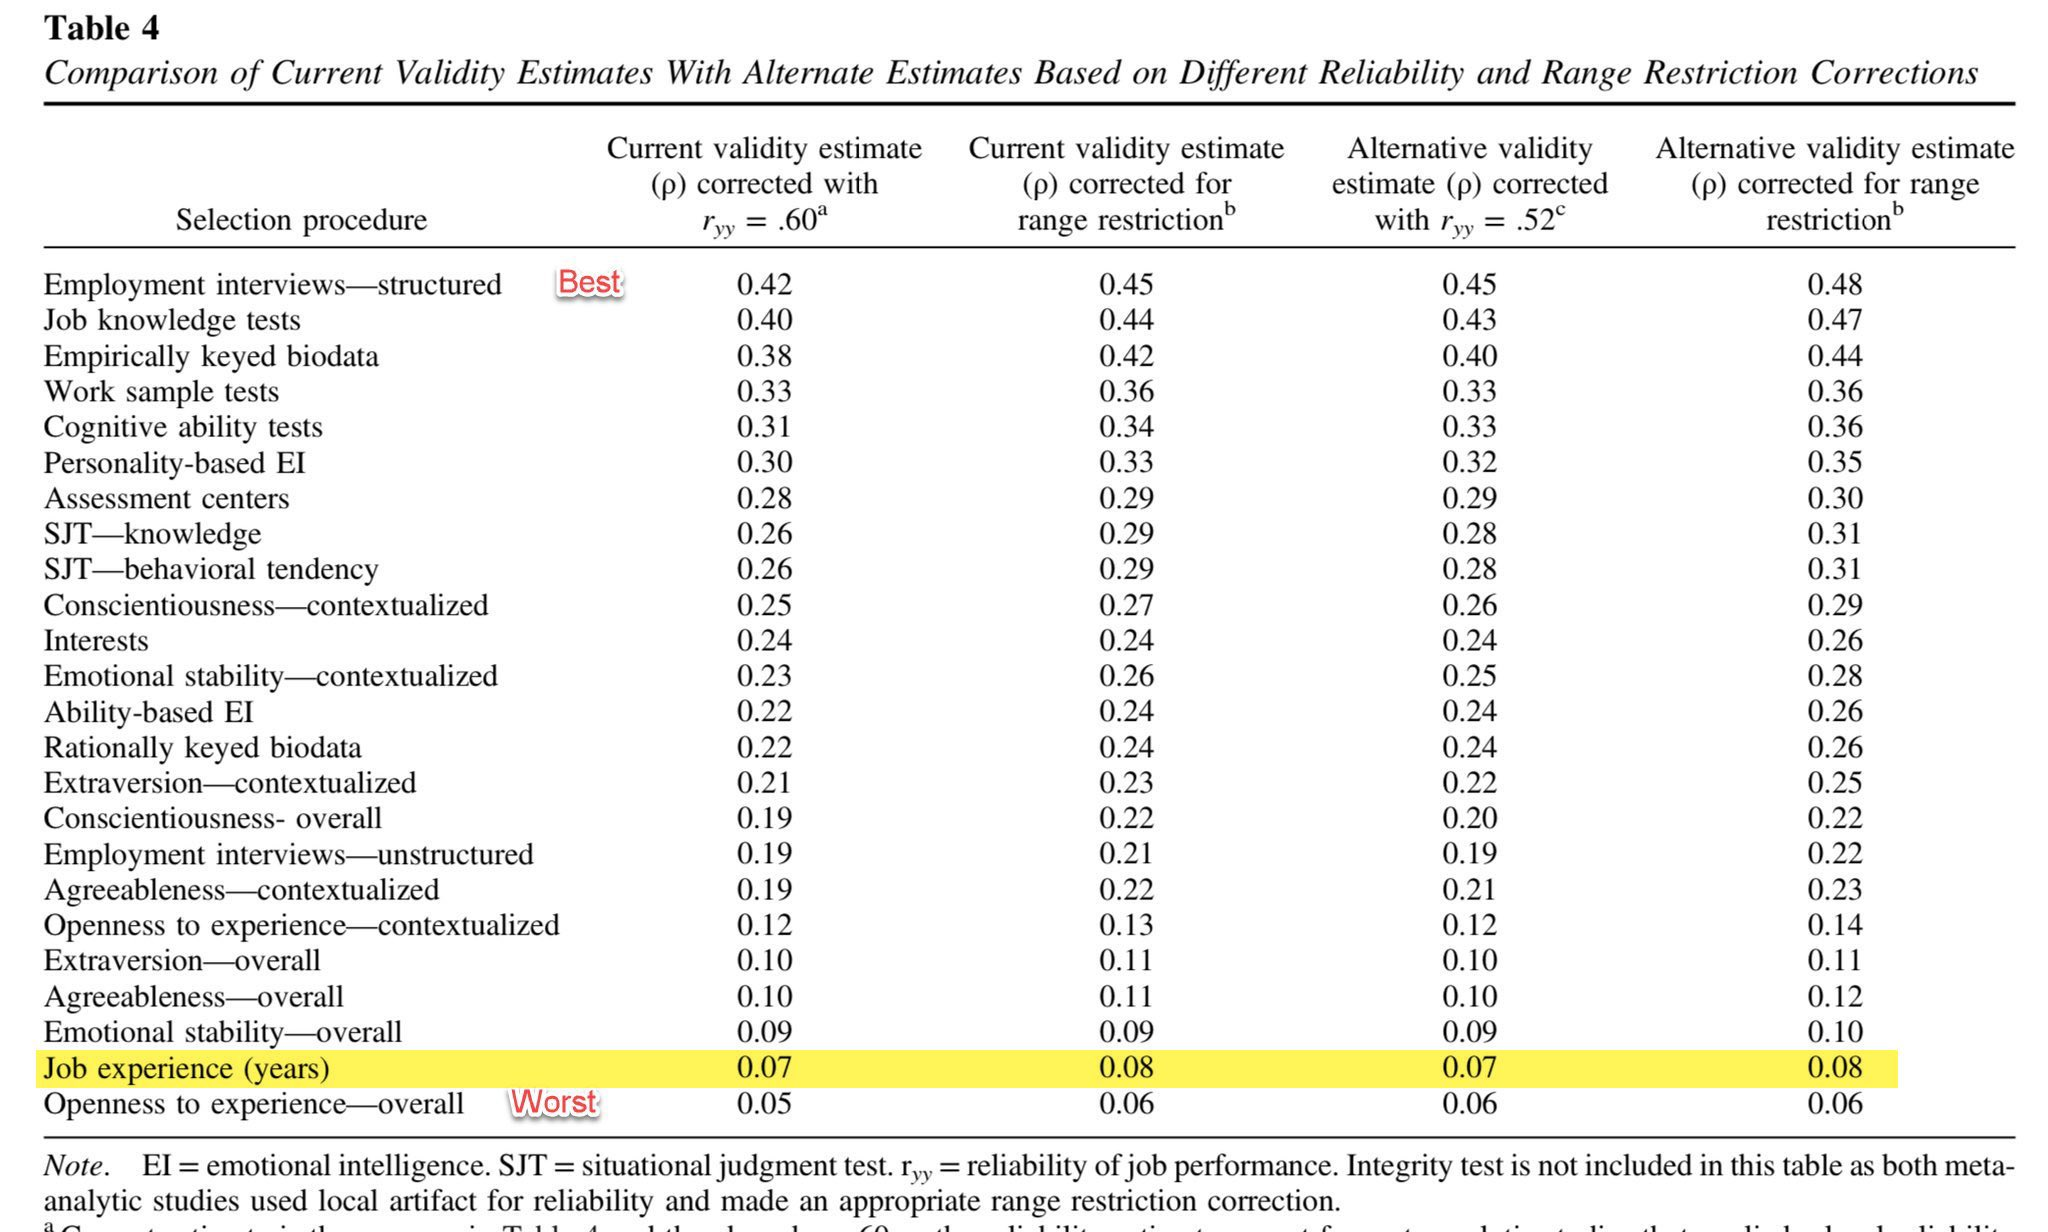 Table 4
Comparison of Current Validity Estimates With Alternate Estimates Based on Different Reliability and Range Restriction Corrections
Selection procedure
Current validity estimate
(ρ) corrected with
ryy = .60a
Current validity estimate
(ρ) corrected for
range restrictionb
Alternative validity
estimate (ρ) corrected
with ryy = .52c
Alternative validity estimate
(ρ) corrected for range
restrictionb
Employment interviews—structured Best 0.42 0.45 0.45 0.48
Job knowledge tests 0.40 0.44 0.43 0.47
Empirically keyed biodata 0.38 0.42 0.40 0.44
Work sample tests 0.33 0.36 0.33 0.36
Cognitive ability tests 0.31 0.34 0.33 0.36
Personality-based EI 0.30 0.33 0.32 0.35
Assessment centers 0.28 0.29 0.29 0.30
SJT—knowledge 0.26 0.29 0.28 0.31
SJT—behavioral tendency 0.26 0.29 0.28 0.31
Conscientiousness—contextualized 0.25 0.27 0.26 0.29
Interests 0.24 0.24 0.24 0.26
Emotional stability—contextualized 0.23 0.26 0.25 0.28
Ability-based EI 0.22 0.24 0.24 0.26
Rationally keyed biodata 0.22 0.24 0.24 0.26
Extraversion—contextualized 0.21 0.23 0.22 0.25
Conscientiousness- overall 0.19 0.22 0.20 0.22
Employment interviews—unstructured 0.19 0.21 0.19 0.22
Agreeableness—contextualized 0.19 0.22 0.21 0.23
Openness to experience—contextualized 0.12 0.13 0.12 0.14
Extraversion—overall 0.10 0.11 0.10 0.11
Agreeableness—overall 0.10 0.11 0.10 0.12
Emotional stability—overall 0.09 0.09 0.09 0.10
Job experience (years) 0.07 0.08 0.07 0.08
Openness to experience—overall Worst 0.05 0.06 0.06 0.06
Note. EI = emotional intelligence. SJT = situational judgment test. ryy = reliability of job performance. Integrity test is not included in this table as both meta-
analytic studies used local artifact for reliability and made an appropriate range restriction correction.